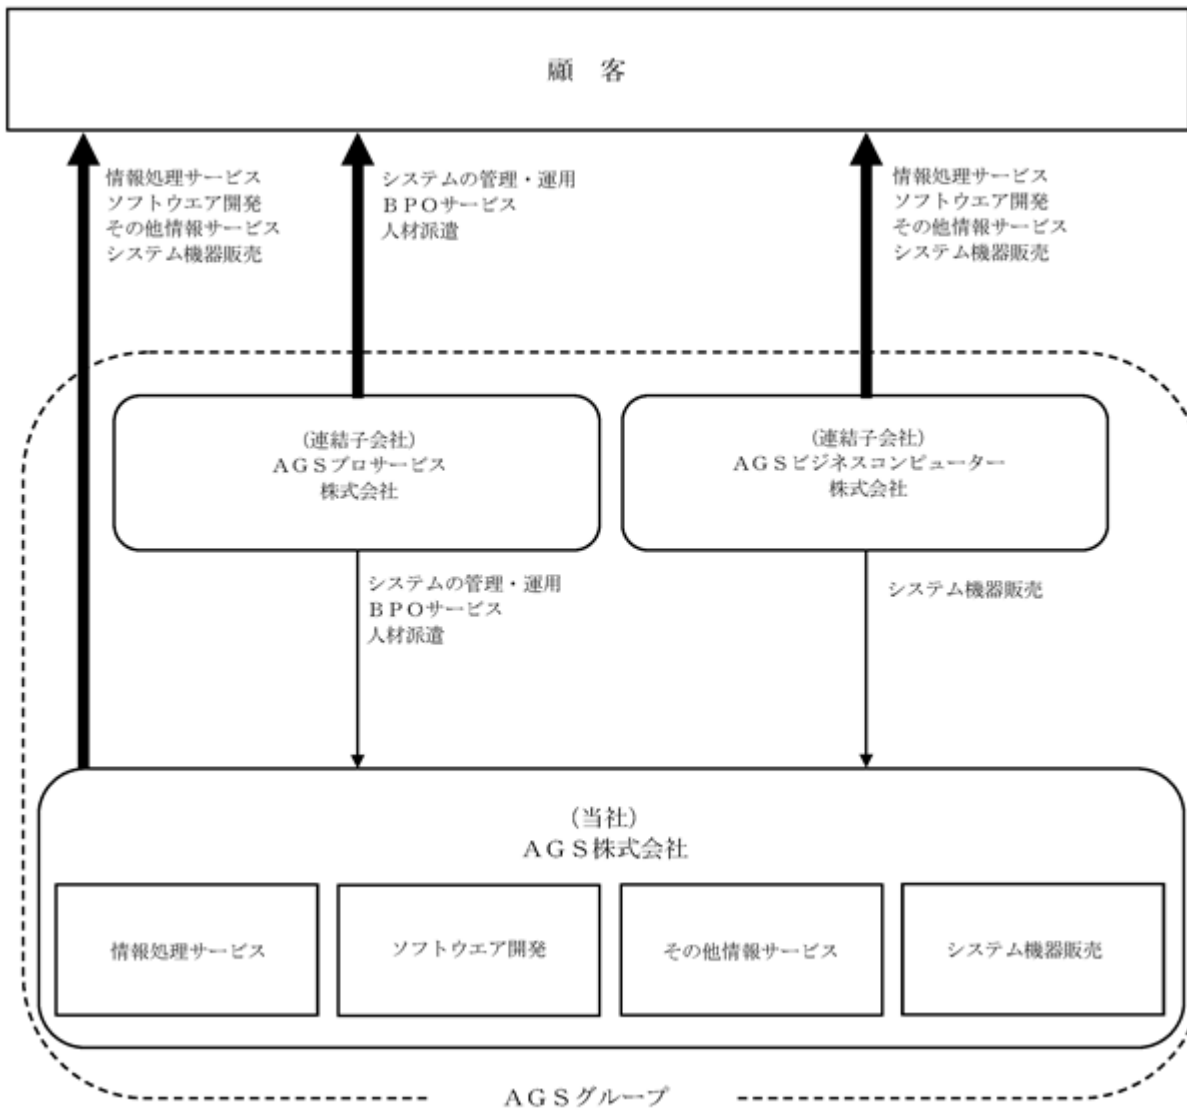 顧 客
情報処理サービス
ソフトウエア開発
その他情報サービス
システム機器販売
システムの管理・運用
ＢＰＯサービス
人材派遣
情報処理サービス
ソフトウエア開発
その他情報サービス
システム機器販売
（連結子会社）
ＡＧＳプロサービス
株式会社
（連結子会社）
ＡＧＳビジネスコンピューター
株式会社
システムの管理・運用
ＢＰＯサービス
人材派遣
システム機器販売
（当社）
ＡＧＳ株式会社
情報処理サービス
ソフトウエア開発
その他情報サービス
システム機器販売
ＡＧＳグループ